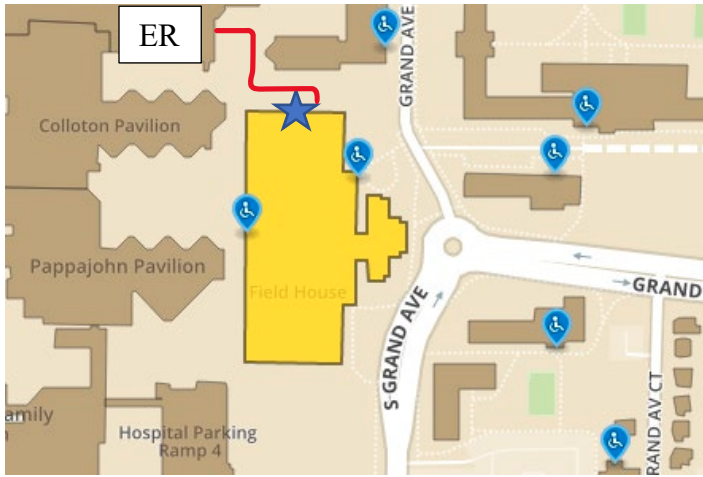 ER
GRAND AVE
Colloton Pavilion
Pappajohn Pavilion
Field House
GRAND
S GRAND AVE
amily
Hospital Parking
Ramp 4
RAND AV CT